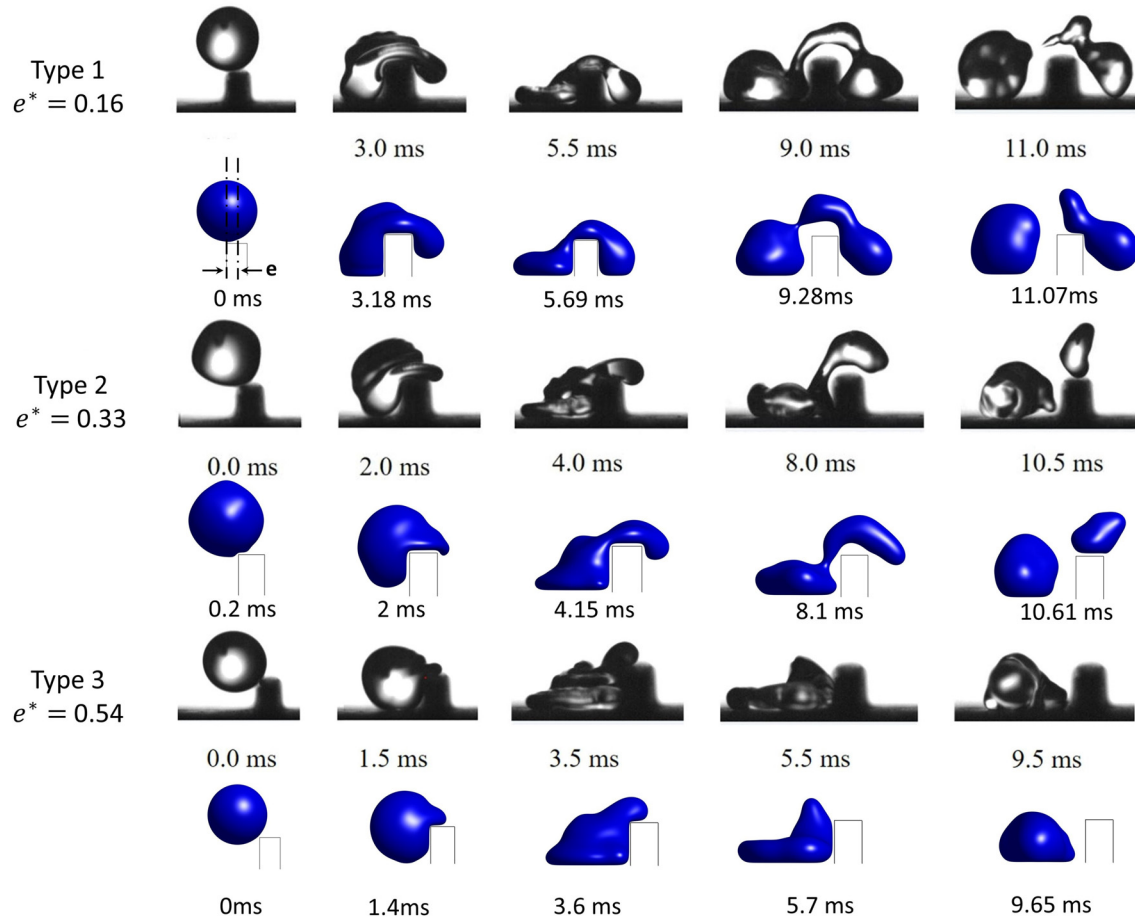 Type 1
e* = 0.16
3.0 ms
5.5 ms
9.0 ms
11.0 ms
e
0 ms
3.18 ms
5.69 ms
9.28ms
11.07ms
Type 2
e* = 0.33
0.0 ms
2.0 ms
4.0 ms
8.0 ms
10.5 ms
0.2 ms
2 ms
4.15 ms
8.1 ms
10.61 ms
Type 3
e* = 0.54
0.0 ms
1.5 ms
3.5 ms
5.5 ms
9.5 ms
0ms
1.4ms
3.6 ms
5.7 ms
9.65 ms